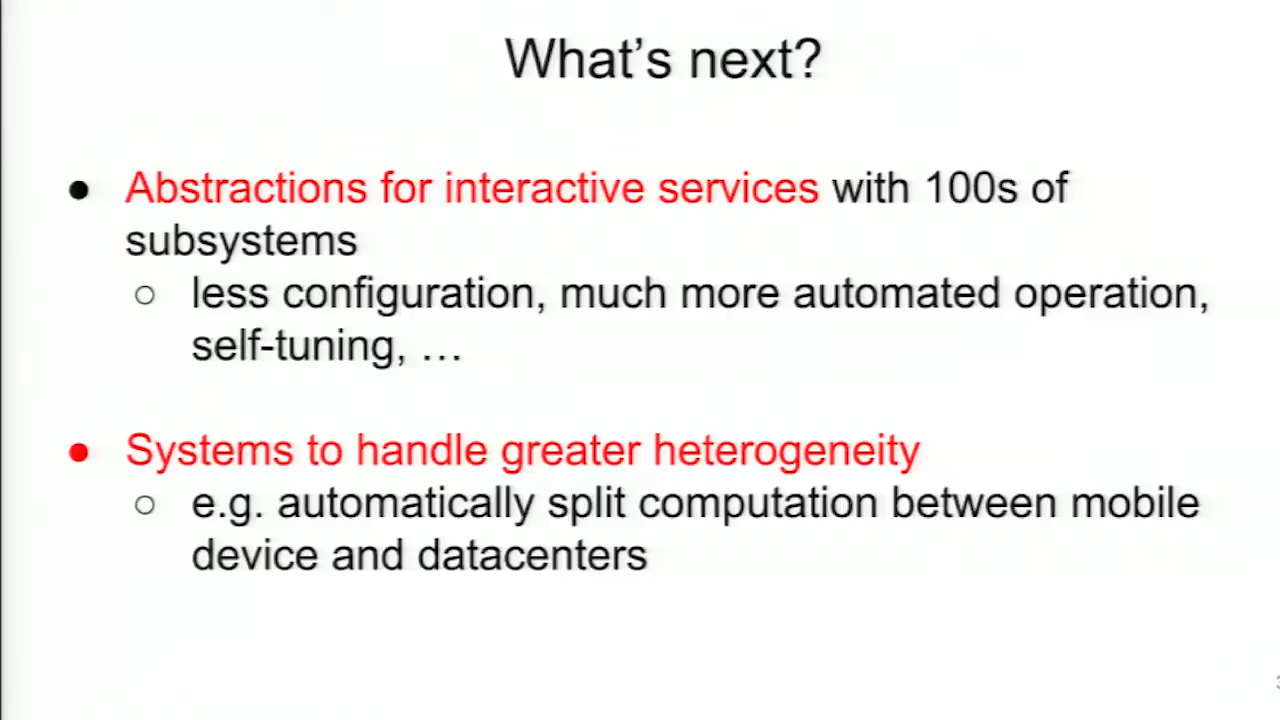 What’s next?
● Abstractions for interactive services with 100s of
subsystems
○ less configuration, much more automated operation,
self-tuning, …
● Systems to handle greater heterogeneity
○ e.g. automatically split computation between mobile
device and datacenters